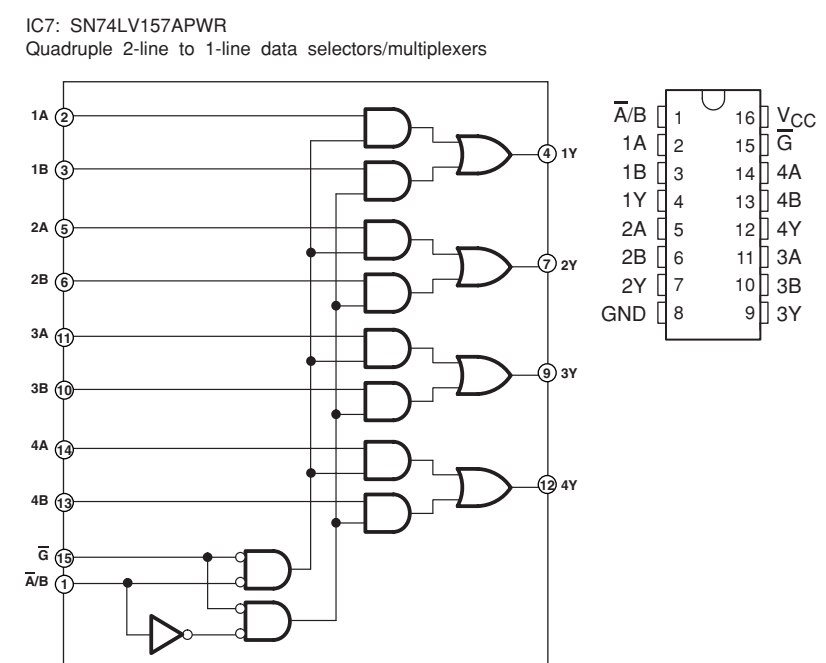 IC7: SN74LV157APWR
Quadruple 2-line to 1-line data selectors/multiplexers
1A 2
1B 3
4 1Y
2A 5
2B 6
7 2Y
3A 11
3B 10
9 3Y
4A 14
4B 13
12 4Y
G̅ 15
A̅/B 1
A̅/B 1 16 VCC
1A 2 15 G̅
1B 3 14 4A
1Y 4 13 4B
2A 5 12 4Y
2B 6 11 3A
2Y 7 10 3B
GND 8 9 3Y